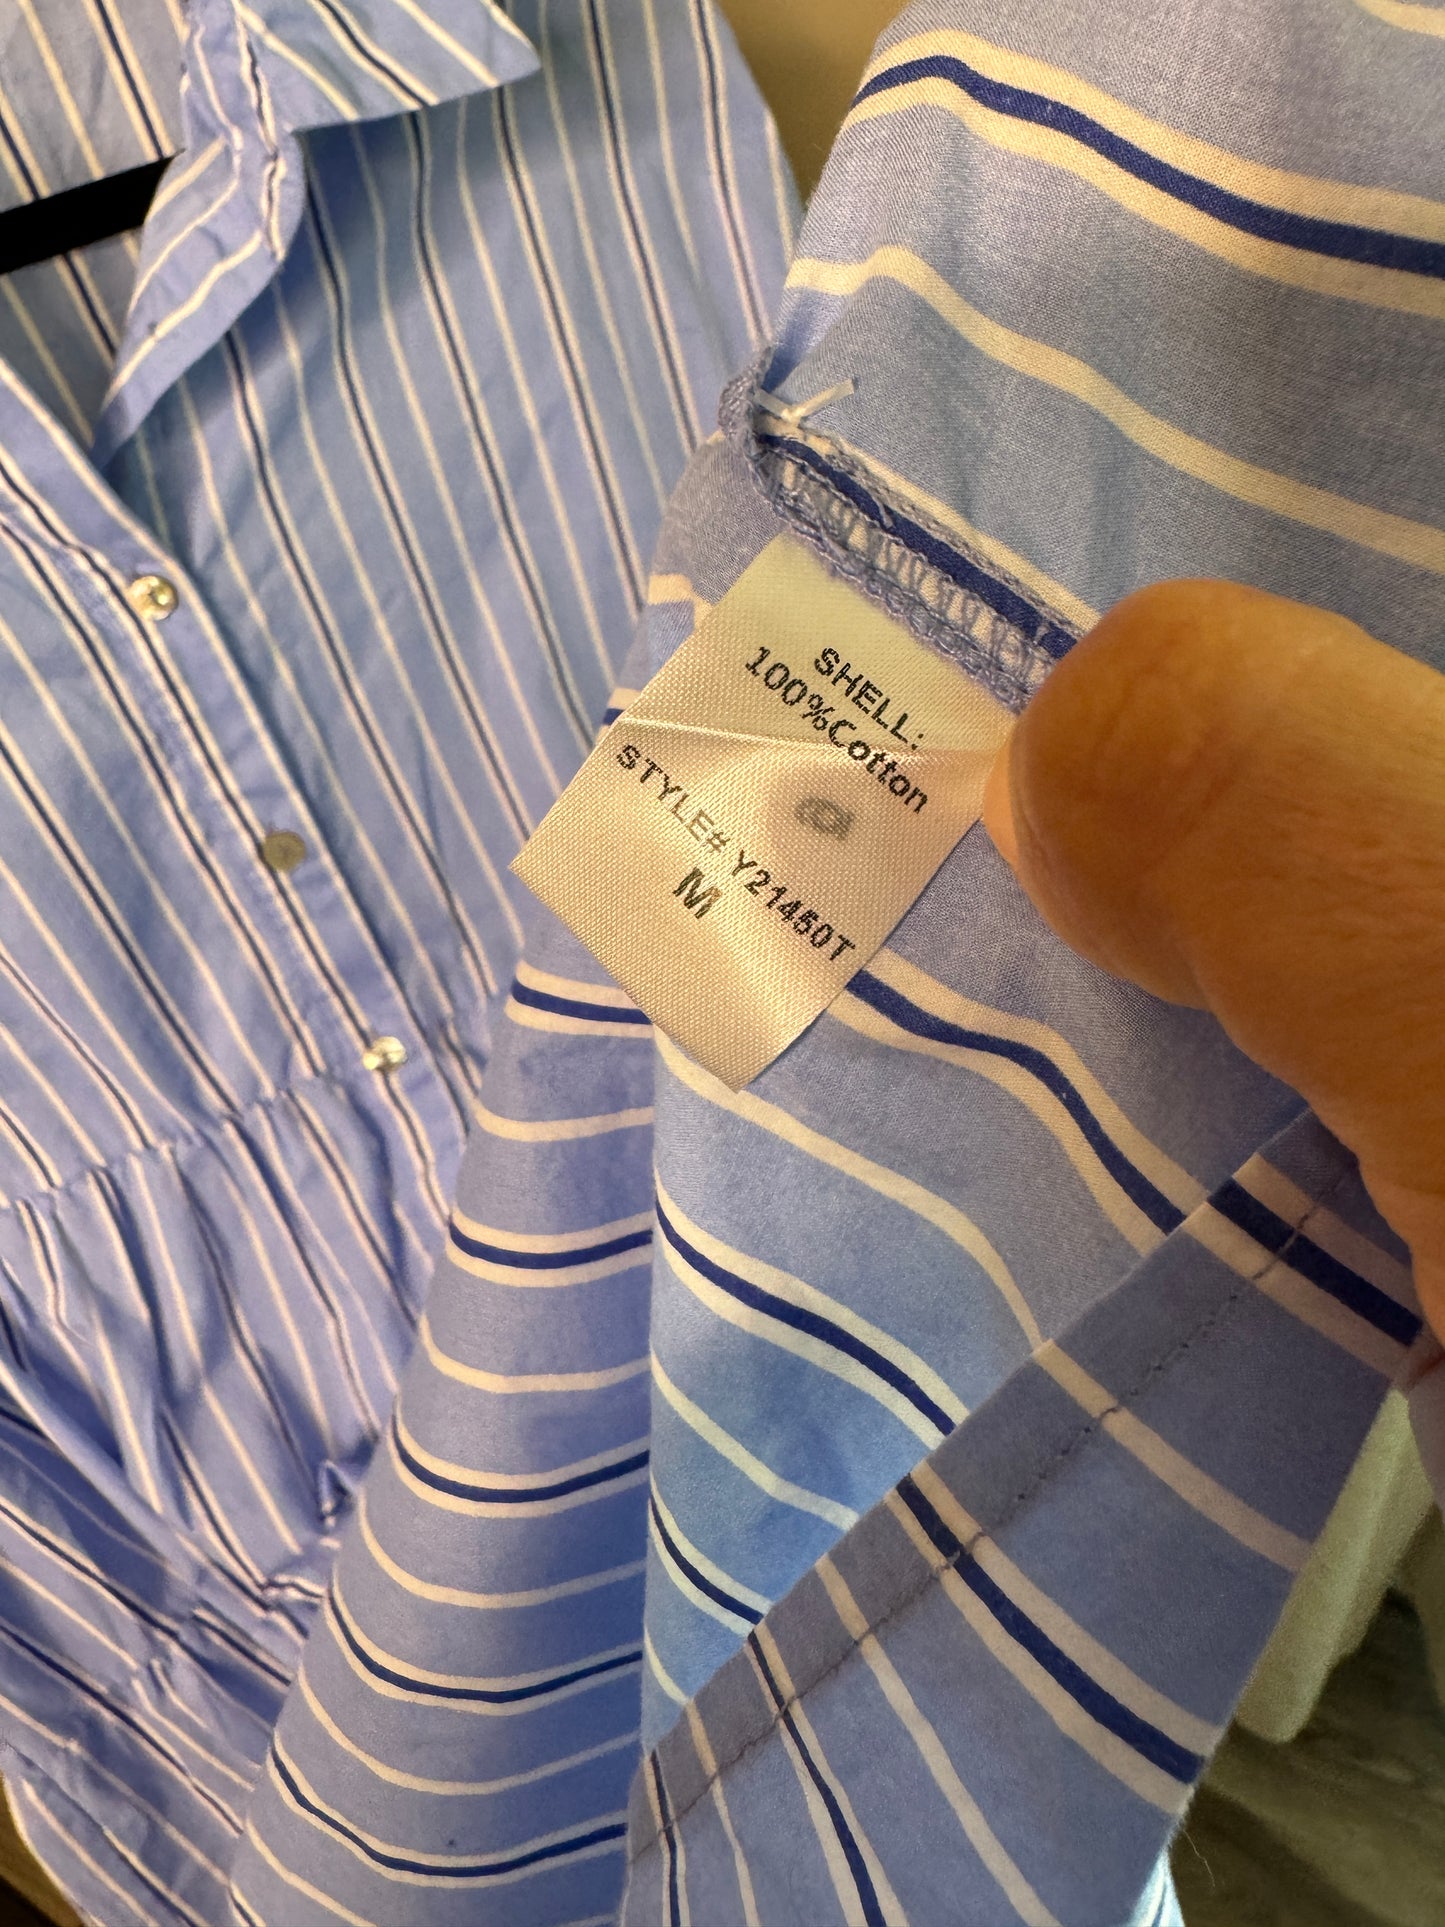 SHELL:
100%Cotton
STYLE# Y21450T
M